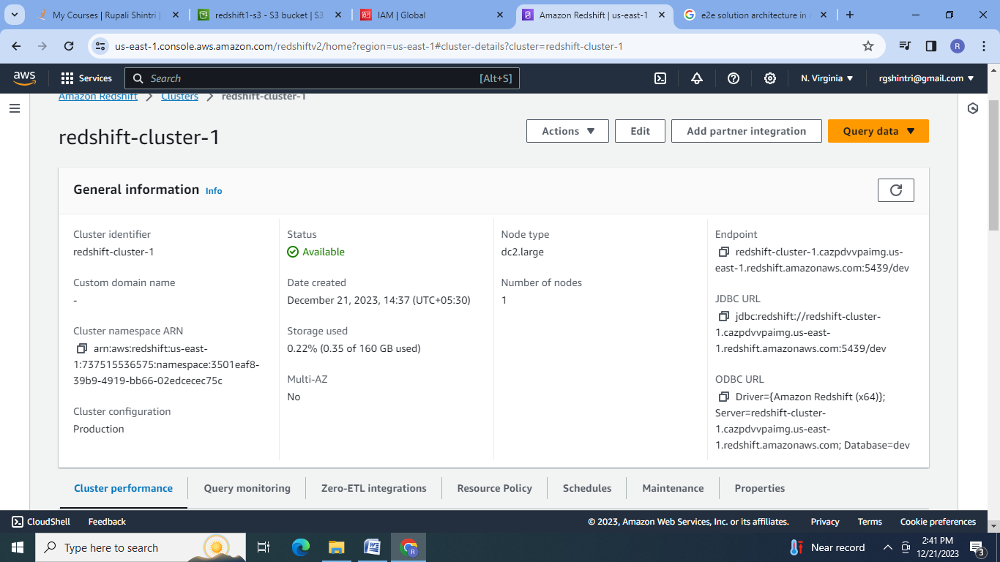 My Courses | Rupali Shintri |
redshift1-s3 - S3 bucket | S3
IAM | Global
Amazon Redshift | us-east-1
e2e solution architecture in
us-east-1.console.aws.amazon.com/redshiftv2/home?region=us-east-1#cluster-details?cluster=redshift-cluster-1
R
aws
Services
Search
[Alt+S]
N. Virginia
rgshintri@gmail.com
Amazon Redshift
Clusters
redshift-cluster-1
redshift-cluster-1
Actions
Edit
Add partner integration
Query data
General information
Info
Cluster identifier
redshift-cluster-1
Custom domain name
-
Cluster namespace ARN
arn:aws:redshift:us-east-
1:737515536575:namespace:3501eaf8-
39b9-4919-bb66-02edcecec75c
Cluster configuration
Production
Status
Available
Date created
December 21, 2023, 14:37 (UTC+05:30)
Storage used
0.22% (0.35 of 160 GB used)
Multi-AZ
No
Node type
dc2.large
Number of nodes
1
Endpoint
redshift-cluster-1.cazpdvvpaimg.us-
east-1.redshift.amazonaws.com:5439/dev
JDBC URL
jdbc:redshift://redshift-cluster-
1.cazpdvvpaimg.us-east-
1.redshift.amazonaws.com:5439/dev
ODBC URL
Driver={Amazon Redshift (x64)};
Server=redshift-cluster-
1.cazpdvvpaimg.us-east-
1.redshift.amazonaws.com; Database=dev
Cluster performance
Query monitoring
Zero-ETL integrations
Resource Policy
Schedules
Maintenance
Properties
CloudShell
Feedback
© 2023, Amazon Web Services, Inc. or its affiliates.
Privacy
Terms
Cookie preferences
Type here to search
W
R
Near record
2:41 PM
12/21/2023
3